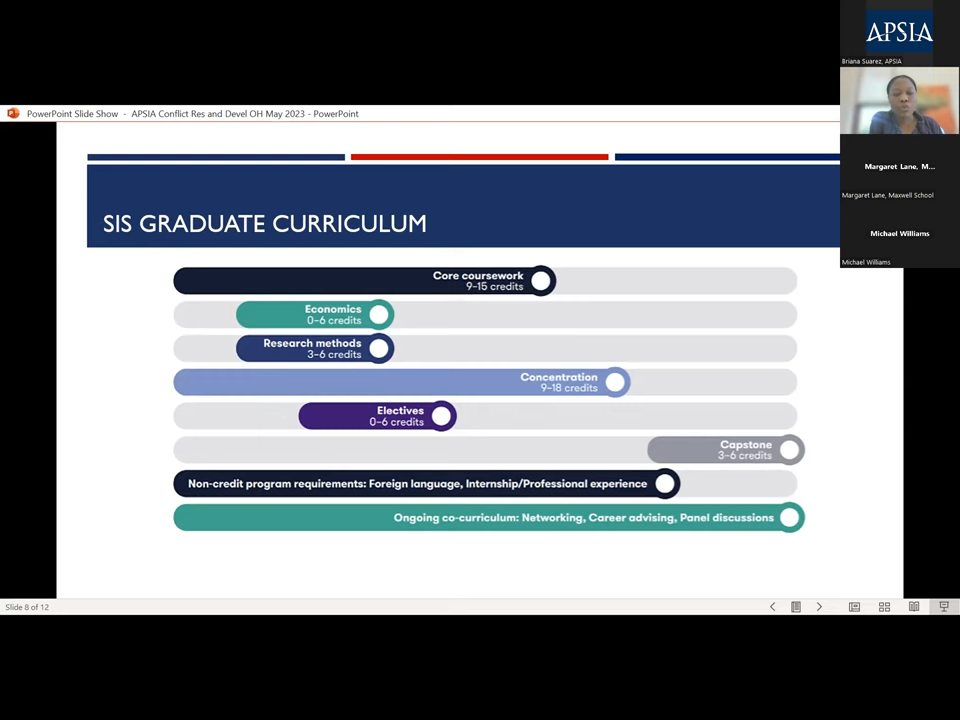 APSIA
Briana Suarez, APSIA
PowerPoint Slide Show - APSIA Conflict Res and Devel OH May 2023 - PowerPoint
Margaret Lane, M...
Margaret Lane, Maxwell School
Michael Williams
Michael Williams
SIS GRADUATE CURRICULUM
Core coursework
9-15 credits
Economics
0-6 credits
Research methods
3-6 credits
Concentration
9-18 credits
Electives
0-6 credits
Capstone
3-6 credits
Non-credit program requirements: Foreign language, Internship/Professional experience
Ongoing co-curriculum: Networking, Career advising, Panel discussions
Slide 8 of 12